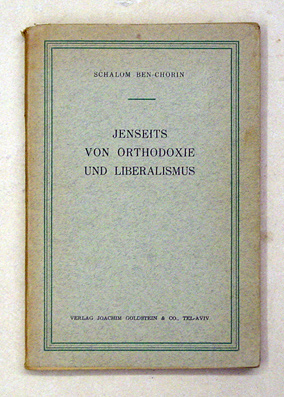 SCHALOM BEN-CHORIN
JENSEITS
VON ORTHODOXIE
UND LIBERALISMUS
VERLAG JOACHIM GOLDSTEIN & CO., TEL-AVIV